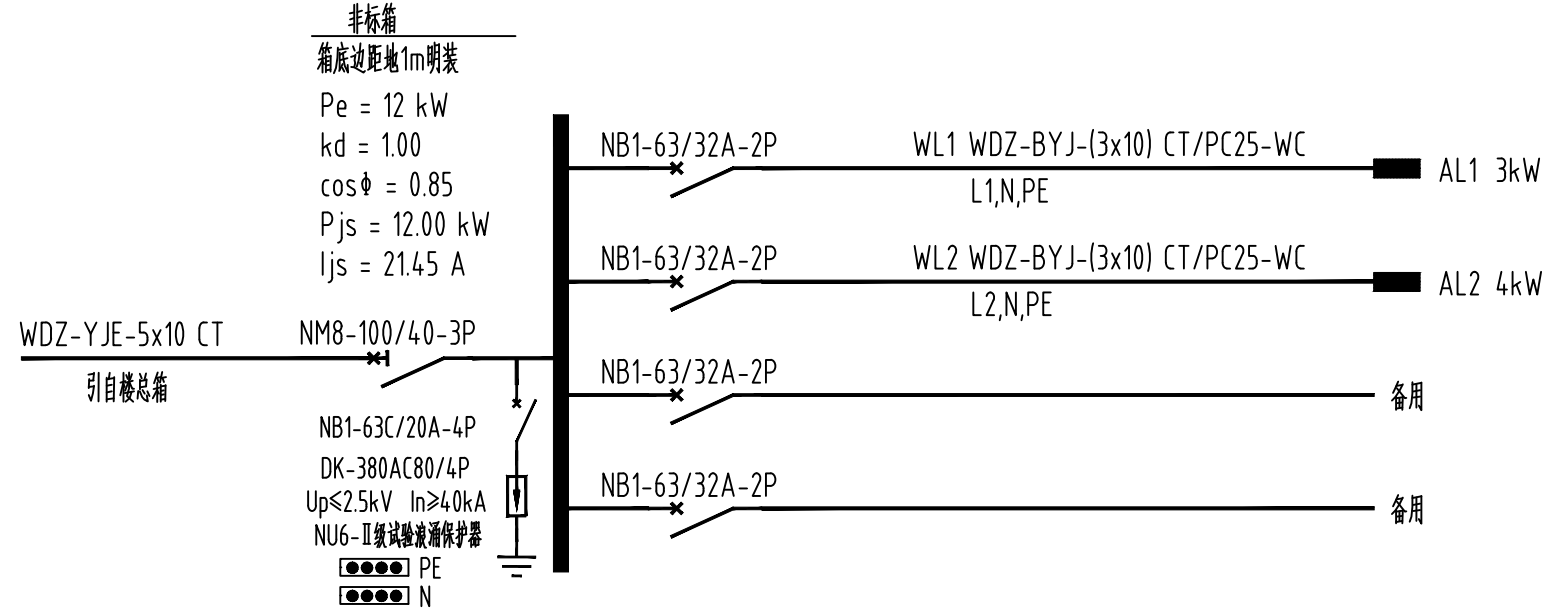 非标箱
箱底边距地1m明装
Pe = 12 kW
kd = 1.00
cosΦ = 0.85
Pjs = 12.00 kW
Ijs = 21.45 A
WDZ-YJE-5x10 CT
引自楼总箱
NM8-100/40-3P
NB1-63C/20A-4P
DK-380AC80/4P
Up≤2.5kV In≥40kA
NU6-Ⅱ级试验浪涌保护器
PE
N
NB1-63/32A-2P
WL1 WDZ-BYJ-(3x10) CT/PC25-WC
L1,N,PE
AL1 3kW
NB1-63/32A-2P
WL2 WDZ-BYJ-(3x10) CT/PC25-WC
L2,N,PE
AL2 4kW
NB1-63/32A-2P
备用
NB1-63/32A-2P
备用